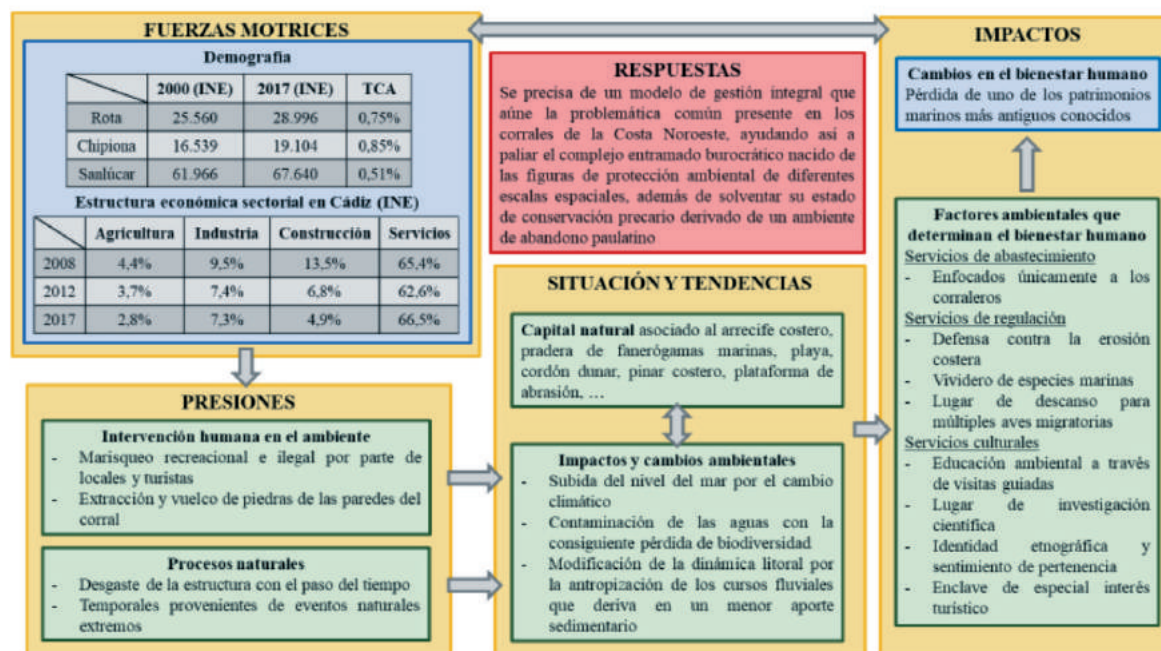 FUERZAS MOTRICES
Demografía
2000 (INE) 2017 (INE) TCA
Rota 25.560 28.996 0,75%
Chipiona 16.539 19.104 0,85%
Sanlúcar 61.966 67.640 0,51%
Estructura económica sectorial en Cádiz (INE)
Agricultura Industria Construcción Servicios
2008 4,4% 9,5% 13,5% 65,4%
2012 3,7% 7,4% 6,8% 62,6%
2017 2,8% 7,3% 4,9% 66,5%
PRESIONES
Intervención humana en el ambiente
- Marisqueo recreacional e ilegal por parte de
locales y turistas
- Extracción y vuelco de piedras de las paredes del
corral
Procesos naturales
- Desgaste de la estructura con el paso del tiempo
- Temporales provenientes de eventos naturales
extremos
RESPUESTAS
Se precisa de un modelo de gestión integral que
aúne la problemática común presente en los
corrales de la Costa Noroeste, ayudando así a
paliar el complejo entramado burocrático nacido de
las figuras de protección ambiental de diferentes
escalas espaciales, además de solventar su estado
de conservación precario derivado de un ambiente
de abandono paulatino
SITUACIÓN Y TENDENCIAS
Capital natural asociado al arrecife costero,
pradera de fanerógamas marinas, playa,
cordón dunar, pinar costero, plataforma de
abrasión, …
Impactos y cambios ambientales
- Subida del nivel del mar por el cambio
climático
- Contaminación de las aguas con la
consiguiente pérdida de biodiversidad
- Modificación de la dinámica litoral por
la antropización de los cursos fluviales
que deriva en un menor aporte
sedimentario
IMPACTOS
Cambios en el bienestar humano
Pérdida de uno de los patrimonios
marinos más antiguos conocidos
Factores ambientales que
determinan el bienestar humano
Servicios de abastecimiento
- Enfocados únicamente a los
corraleros
Servicios de regulación
- Defensa contra la erosión
costera
- Vividero de especies marinas
- Lugar de descanso para
múltiples aves migratorias
Servicios culturales
- Educación ambiental a través
de visitas guiadas
- Lugar de investigación
científica
- Identidad etnográfica y
sentimiento de pertenencia
- Enclave de especial interés
turístico